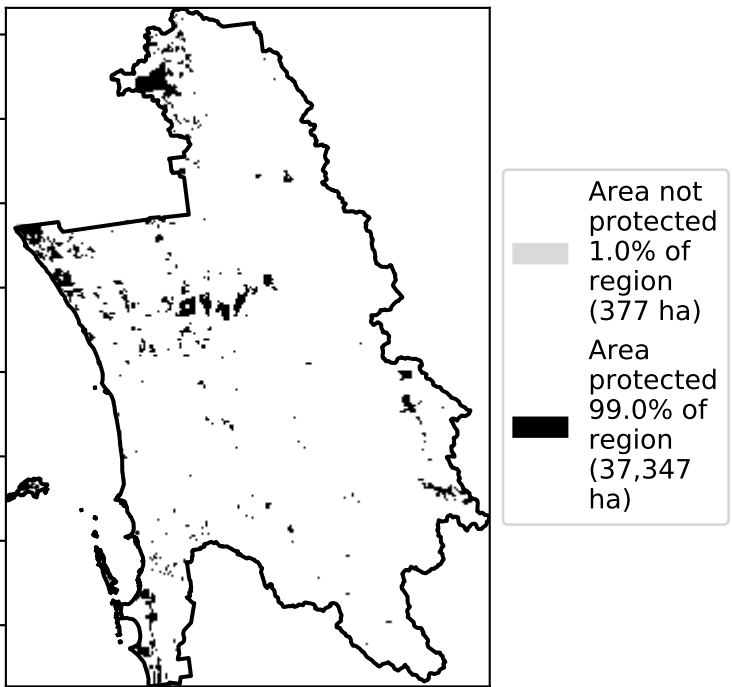 Area not
protected
1.0% of
region
(377 ha)
Area
protected
99.0% of
region
(37,347
ha)